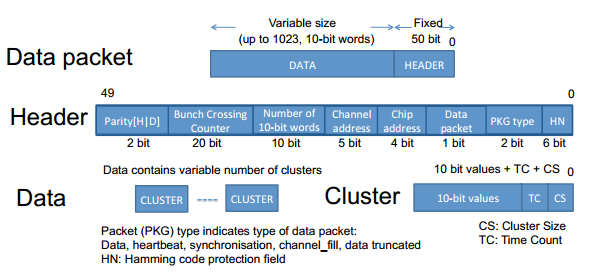 Variable size
(up to 1023, 10-bit words)
Fixed
50 bit 0
Data packet
DATA
HEADER
49
0
Header
Parity[H|D]
Bunch Crossing
Counter
Number of
10-bit words
Channel
address
Chip
address
Data
packet
PKG type
HN
2 bit
20 bit
10 bit
5 bit
4 bit
1 bit
2 bit
6 bit
Data contains variable number of clusters
10 bit values + TC + CS 0
Data
CLUSTER
----
CLUSTER
Cluster
10-bit values
TC
CS
Packet (PKG) type indicates type of data packet:
Data, heartbeat, synchronisation, channel_fill, data truncated
HN: Hamming code protection field
CS: Cluster Size
TC: Time Count